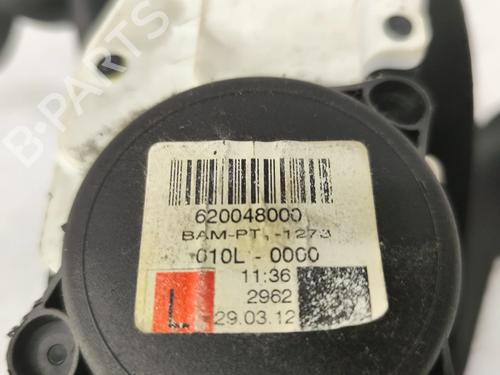 B-PARTS
620048000
BAM-PT1-1273
010L - 0000
11:36
2962
L
29.03.12